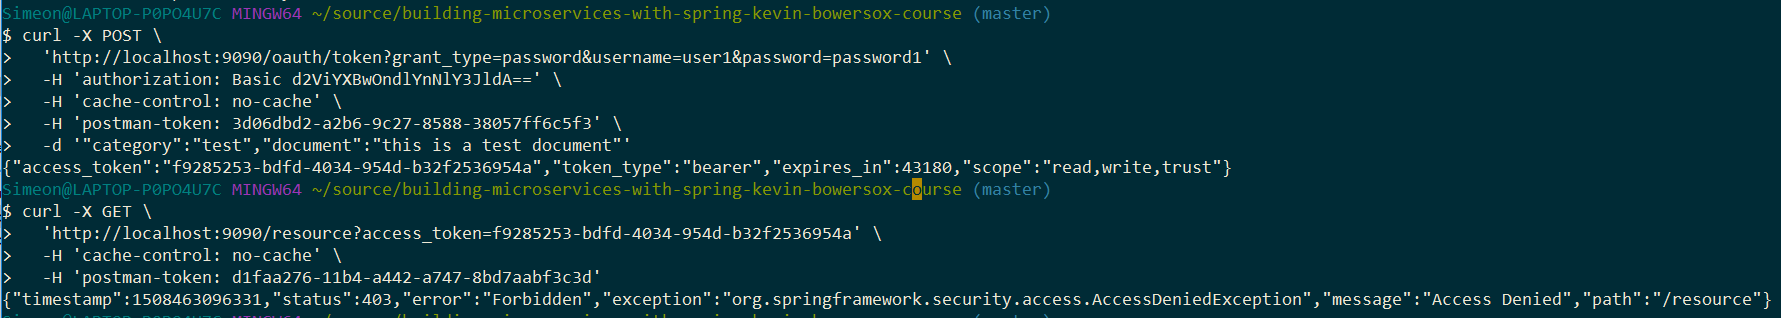 Simeon@LAPTOP-P0PO4U7C MINGW64 ~/source/building-microservices-with-spring-kevin-bowersox-course (master)
$ curl -X POST \
>   'http://localhost:9090/oauth/token?grant_type=password&username=user1&password=password1' \
>   -H 'authorization: Basic d2ViYXBwOndlYnNlY3JldA==' \
>   -H 'cache-control: no-cache' \
>   -H 'postman-token: 3d06dbd2-a2b6-9c27-8588-38057ff6c5f3' \
>   -d '"category":"test","document":"this is a test document"'
{"access_token":"f9285253-bdfd-4034-954d-b32f2536954a","token_type":"bearer","expires_in":43180,"scope":"read,write,trust"}
Simeon@LAPTOP-P0PO4U7C MINGW64 ~/source/building-microservices-with-spring-kevin-bowersox-course (master)
$ curl -X GET \
>   'http://localhost:9090/resource?access_token=f9285253-bdfd-4034-954d-b32f2536954a' \
>   -H 'cache-control: no-cache' \
>   -H 'postman-token: d1faa276-11b4-a442-a747-8bd7aabf3c3d'
{"timestamp":1508463096331,"status":403,"error":"Forbidden","exception":"org.springframework.security.access.AccessDeniedException","message":"Access Denied","path":"/resource"}